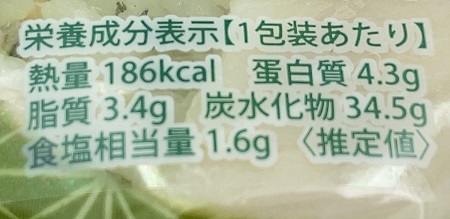 栄養成分表示【1包装あたり】
熱量 186kcal 蛋白質 4.3g
脂質 3.4g 炭水化物 34.5g
食塩相当量 1.6g 〈推定値〉